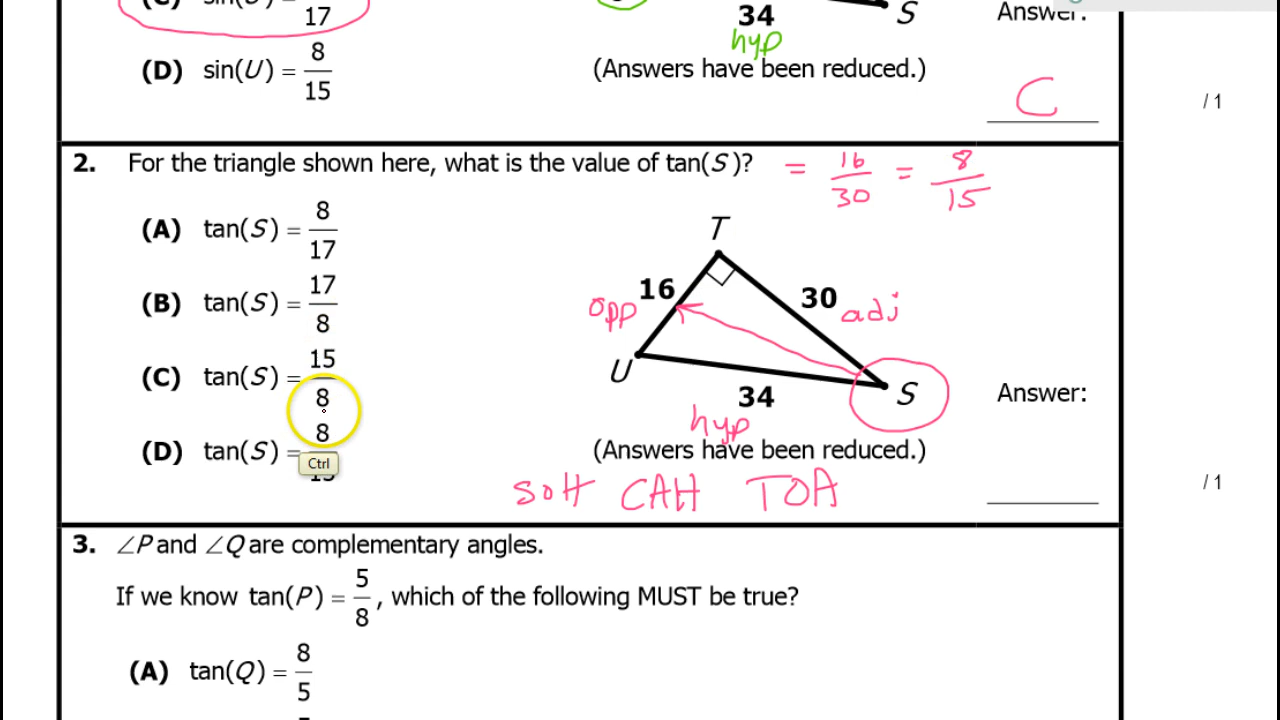 17
34
S
Answer:
hyp
(D) sin(U) = 8/15
(Answers have been reduced.)
C
/ 1
2. For the triangle shown here, what is the value of tan(S)? = 16/30 = 8/15
(A) tan(S) = 8/17
T
16
30
opp
adj
(B) tan(S) = 17/8
U
34
S
hyp
(C) tan(S) = 15/8
Answer:
(D) tan(S) = 8/15
Ctrl
(Answers have been reduced.)
SOH CAH TOA
/ 1
3. ∠P and ∠Q are complementary angles.
If we know tan(P) = 5/8, which of the following MUST be true?
(A) tan(Q) = 8/5